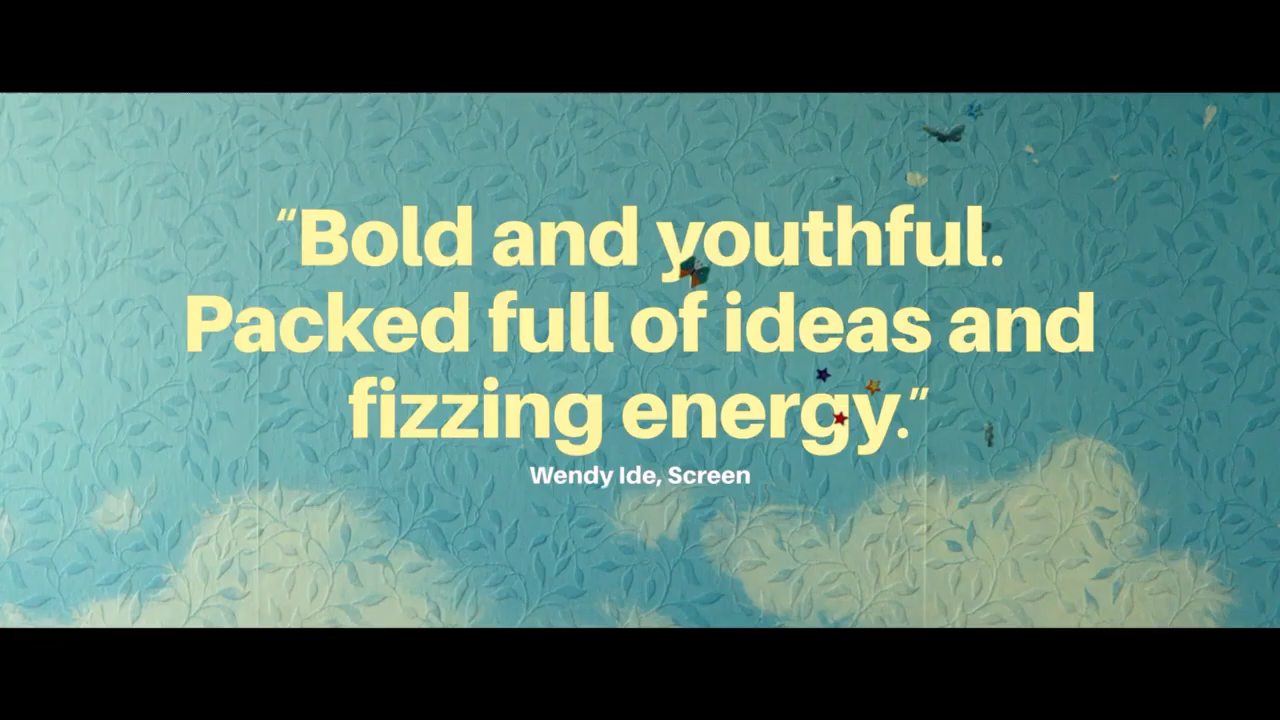 “Bold and youthful.
Packed full of ideas and
fizzing energy.”
Wendy Ide, Screen